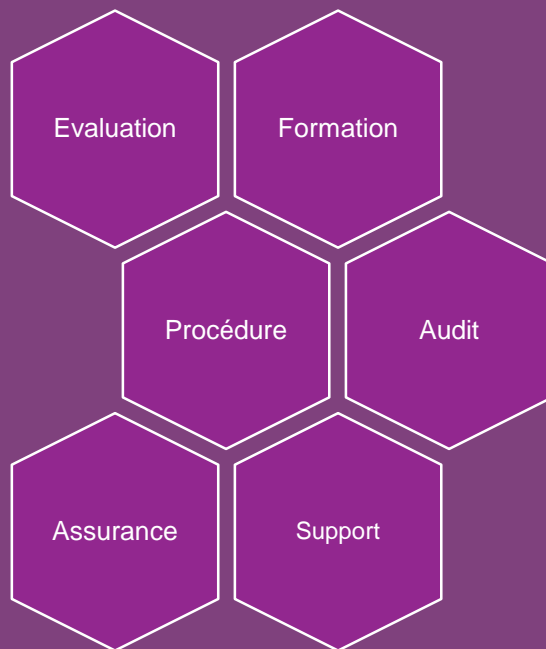 Evaluation
Formation
Procédure
Audit
Assurance
Support